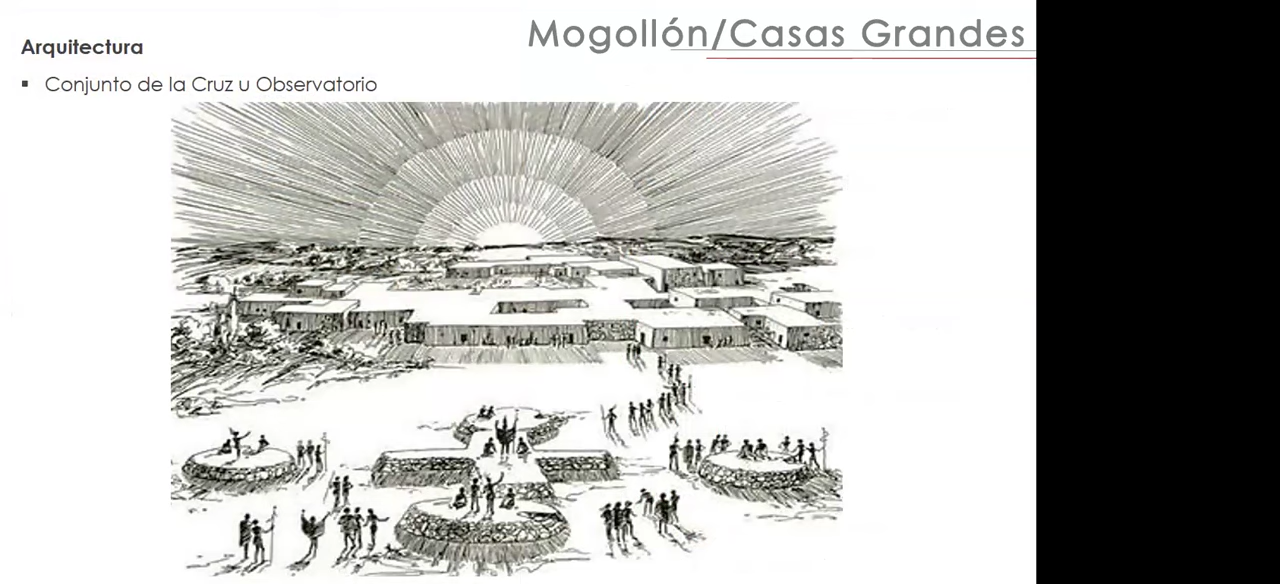 Mogollón/Casas Grandes
Arquitectura
▪ Conjunto de la Cruz u Observatorio